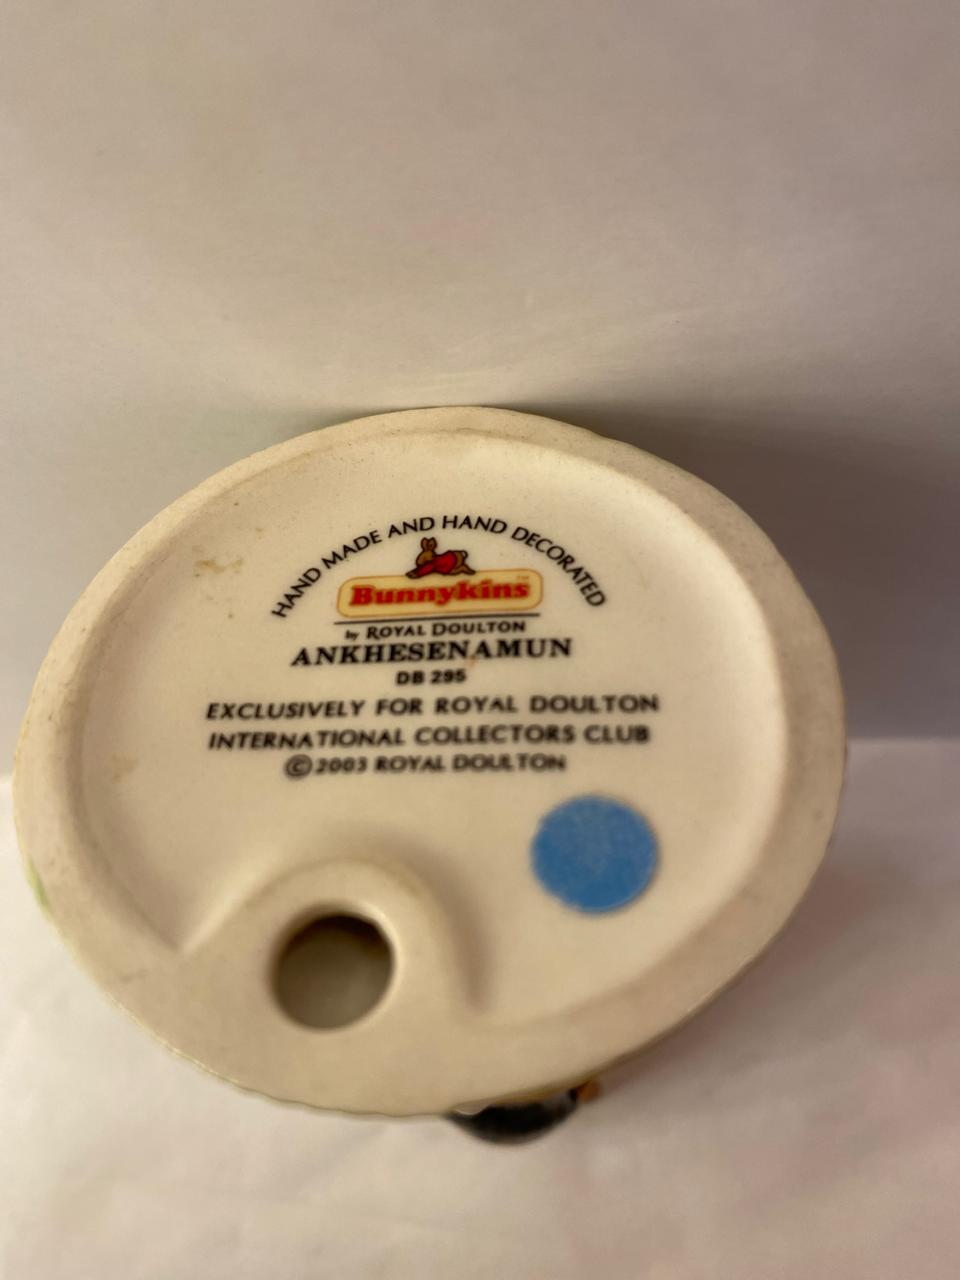 HAND MADE AND HAND DECORATED
Bunnykins™
by ROYAL DOULTON
ANKHESENAMUN
DB 295
EXCLUSIVELY FOR ROYAL DOULTON
INTERNATIONAL COLLECTORS CLUB
©2003 ROYAL DOULTON